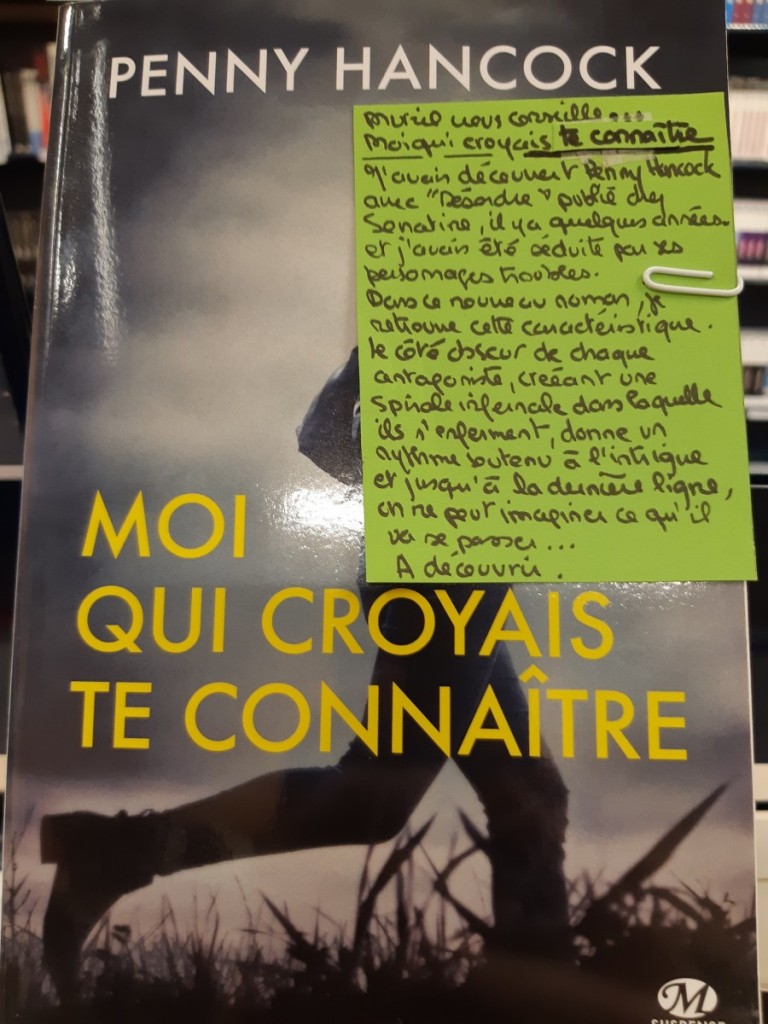 PENNY HANCOCK
Muriel nous conseille...
Moi qui croyais te connaître
J'avais découvert Penny Hancock
avec "Désordre" publié chez
Sonatine, il y a quelques années
et j'avais été séduite par ses
personnages troubles.
Dans ce nouveau roman, je
retrouve cette caractéristique.
le côté obscur de chaque
antagoniste, créeant une
spirale infernale dans laquelle
ils s'enferment, donne un
rythme soutenu à l'intrigue
et jusqu'à la dernière ligne,
on ne peut imaginer ce qu'il
va se passer...
A découvrir.
MOI
QUI CROYAIS
TE CONNAÎTRE
M
SUSPENSE